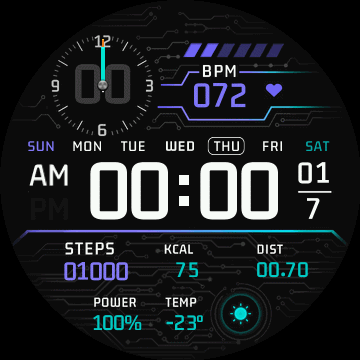 12
9 00 3
6
BPM
072
SUN MON TUE WED THU FRI SAT
AM
PM
00:00
01
7
STEPS KCAL DIST
01000 75 00.70
POWER TEMP
100% -23°